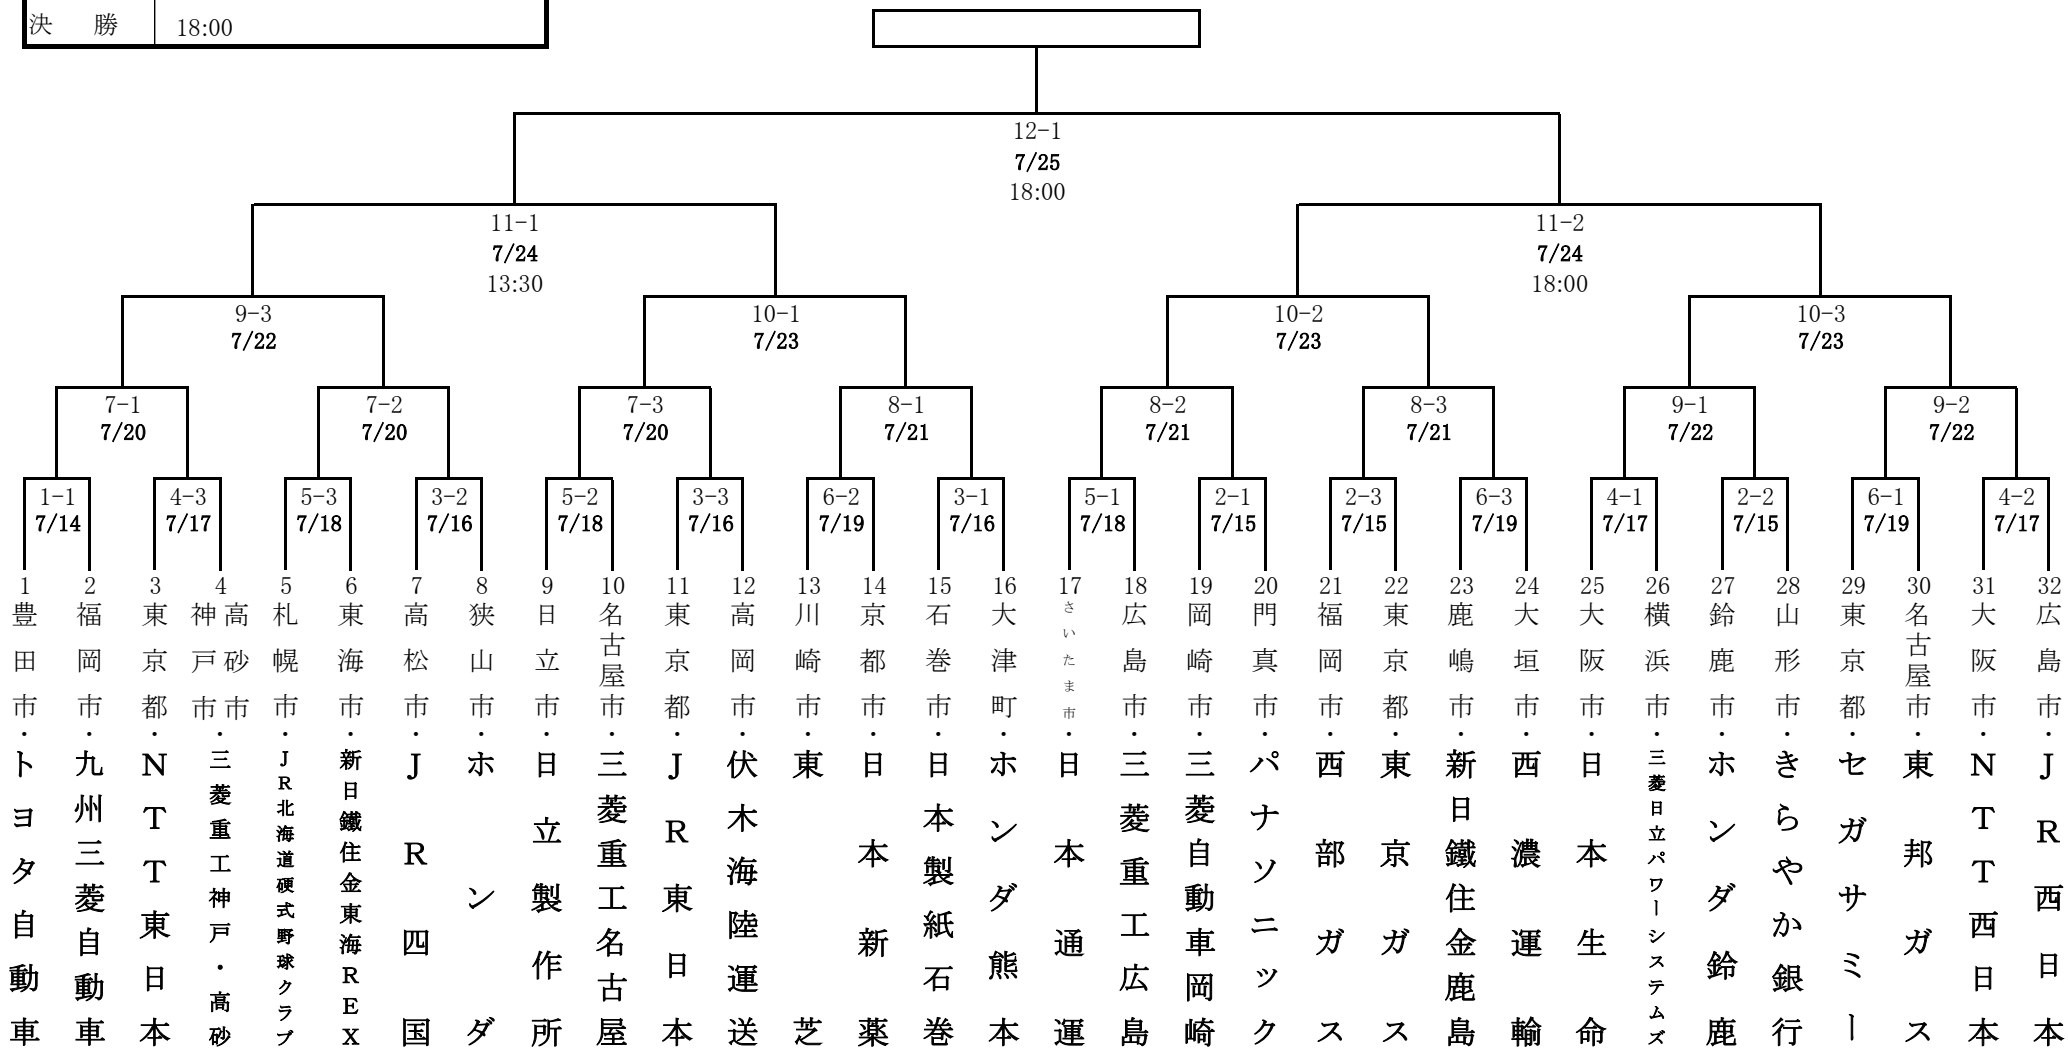 決 勝 18:00
12-1
7/25
18:00
11-1 11-2
7/24 7/24
13:30 18:00
9-3 10-1 10-2 10-3
7/22 7/23 7/23 7/23
7-1 7-2 7-3 8-1 8-2 8-3 9-1 9-2
7/20 7/20 7/20 7/21 7/21 7/21 7/22 7/22
1-1 4-3 5-3 3-2 5-2 3-3 6-2 3-1 5-1 2-1 2-3 6-3 4-1 2-2 6-1 4-2
7/14 7/17 7/18 7/16 7/18 7/16 7/19 7/16 7/18 7/15 7/15 7/19 7/17 7/15 7/19 7/17
1 豊田市・トヨタ自動車
2 福岡市・九州三菱自動車
3 東京都・NTT東日本
4 神戸市 高砂市・三菱重工神戸・高砂
5 札幌市・JR北海道硬式野球クラブ
6 東海市・新日鐵住金東海REX
7 高松市・JR四国
8 狭山市・ホンダ
9 日立市・日立製作所
10 名古屋市・三菱重工名古屋
11 東京都・JR東日本
12 高岡市・伏木海陸運送
13 川崎市・東芝
14 京都市・日本新薬
15 石巻市・日本製紙石巻
16 大津町・ホンダ熊本
17 さいたま市・日本通運
18 広島市・三菱重工広島
19 岡崎市・三菱自動車岡崎
20 門真市・パナソニック
21 福岡市・西部ガス
22 東京都・東京ガス
23 鹿嶋市・新日鐵住金鹿島
24 大垣市・西濃運輸
25 大阪市・日本生命
26 横浜市・三菱日立パワーシステムズ
27 鈴鹿市・ホンダ鈴鹿
28 山形市・きらやか銀行
29 東京都・セガサミー
30 名古屋市・東邦ガス
31 大阪市・NTT西日本
32 広島市・JR西日本